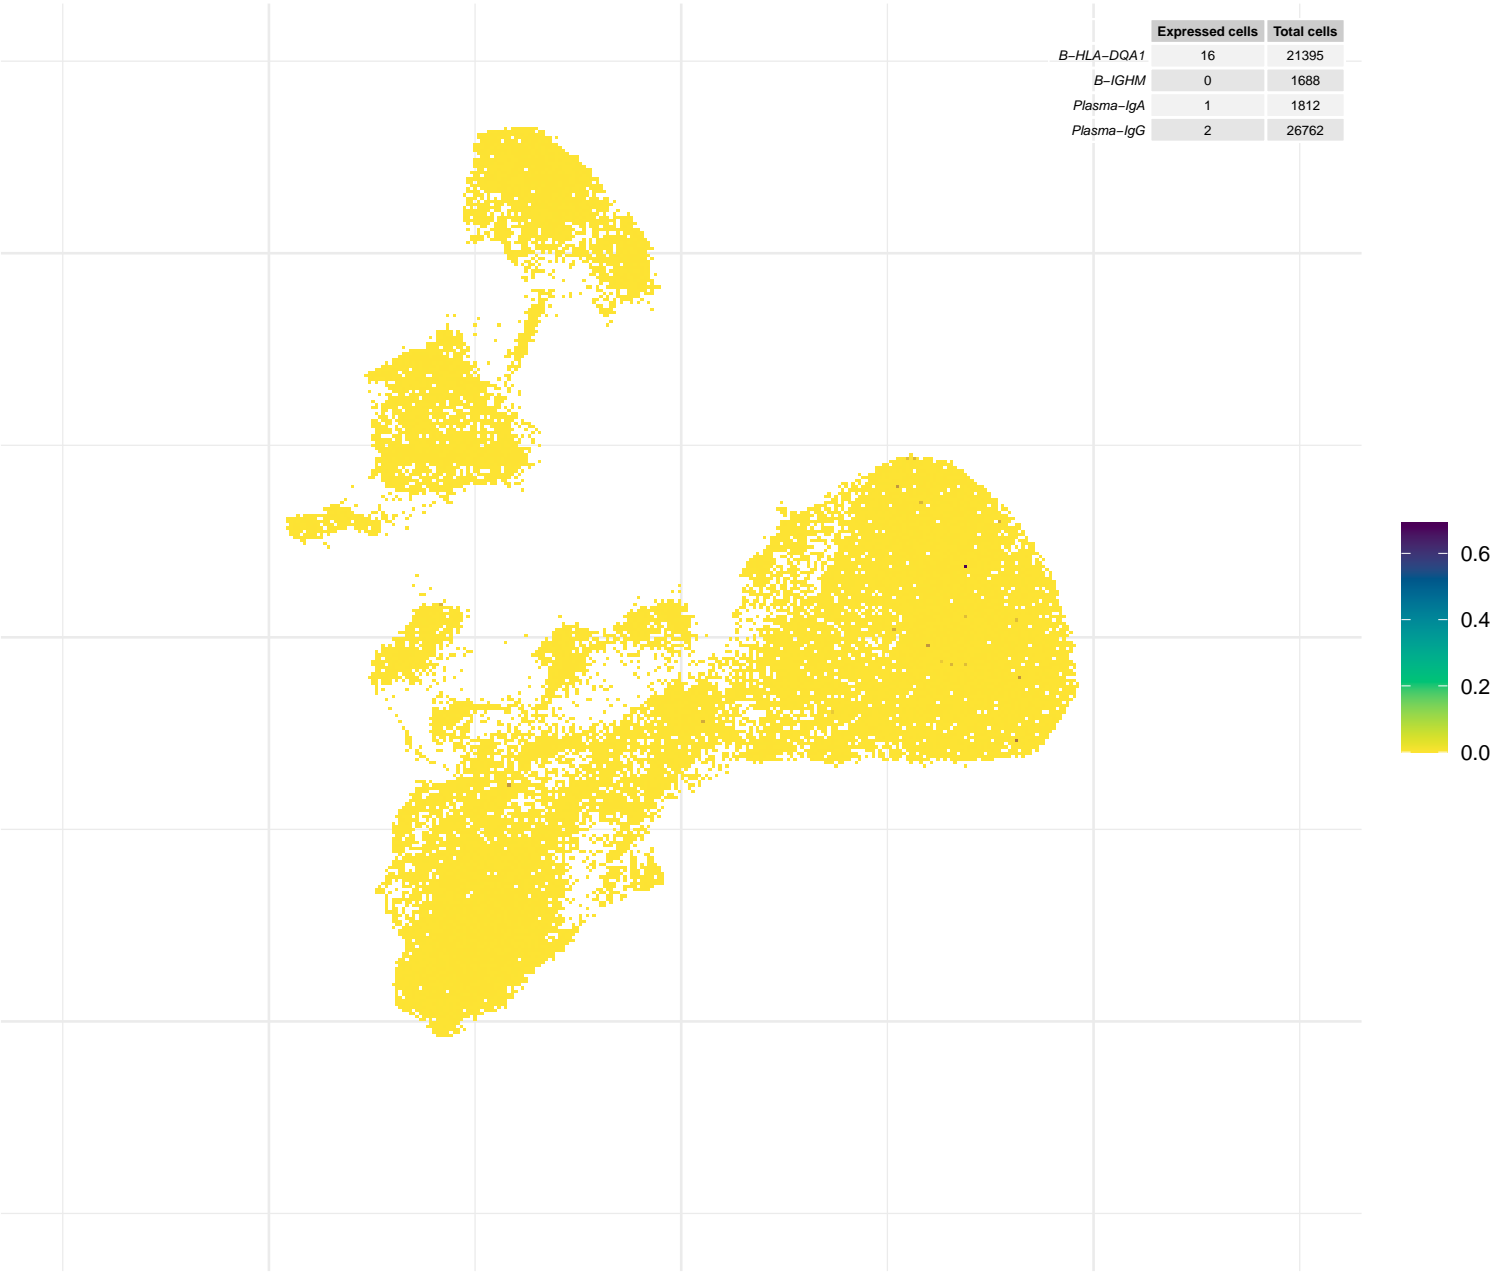 Expressed cells Total cells
B−HLA−DQA1 16 21395
B−IGHM 0 1688
Plasma−IgA 1 1812
Plasma−IgG 2 26762
0.6
0.4
0.2
0.0